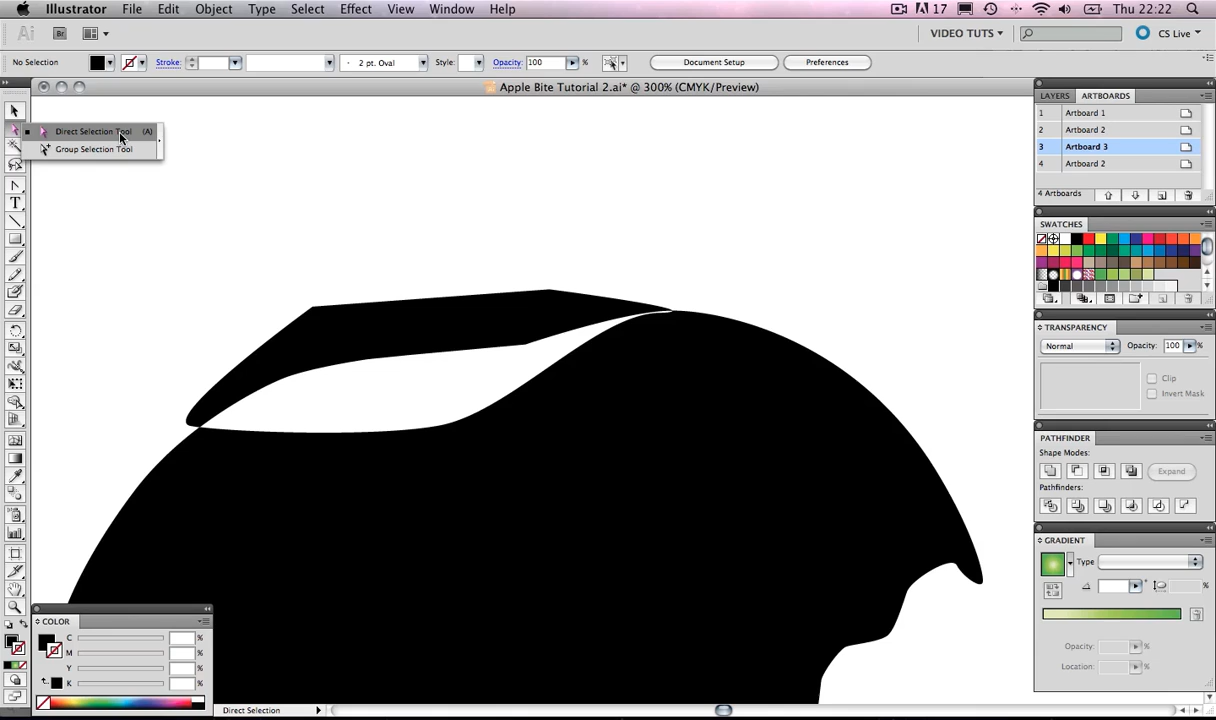 Illustrator File Edit Object Type Select Effect View Window Help 17 Thu 22:22
Ai Br VIDEO TUTS CS Live
No Selection Stroke: 2 pt. Oval Style: Opacity: 100 % Document Setup Preferences
Apple Bite Tutorial 2.ai* @ 300% (CMYK/Preview)
Direct Selection Tool (A)
Group Selection Tool
T
LAYERS ARTBOARDS
1 Artboard 1
2 Artboard 2
3 Artboard 3
4 Artboard 2
4 Artboards
SWATCHES
TRANSPARENCY
Normal Opacity: 100 %
Clip
Invert Mask
PATHFINDER
Shape Modes:
Expand
Pathfinders:
GRADIENT
Type
° %
Opacity: %
Location: %
COLOR
C %
M %
Y %
K %
Direct Selection